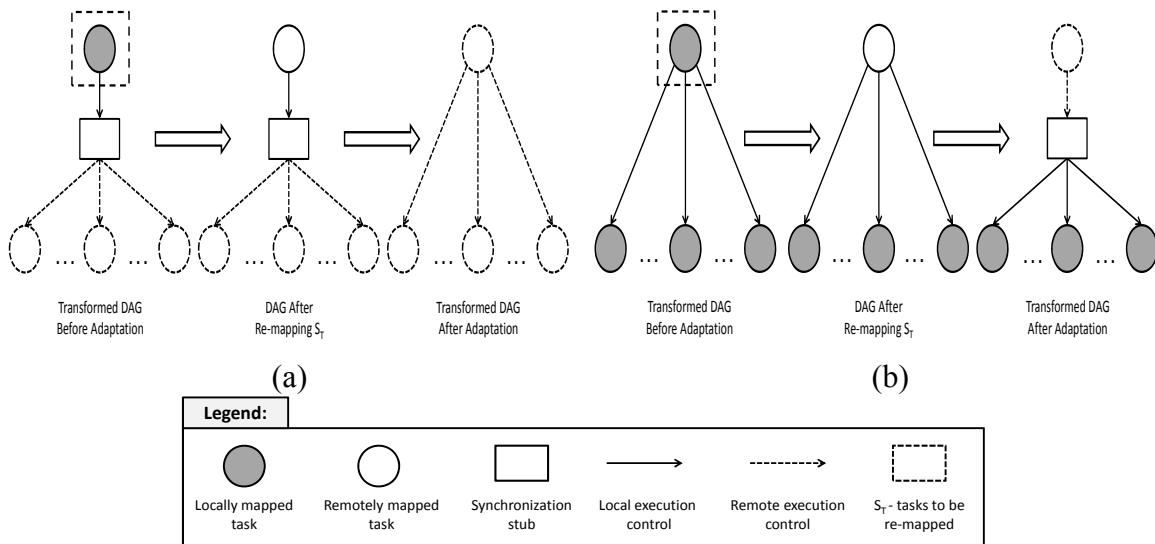 ... ...
... ...
... ...
... ...
... ...
... ...
Transformed DAG
Before Adaptation
DAG After
Re-mapping S_T
Transformed DAG
After Adaptation
Transformed DAG
Before Adaptation
DAG After
Re-mapping S_T
Transformed DAG
After Adaptation
(a)
(b)
Legend:
Locally mapped
task
Remotely mapped
task
Synchronization
stub
Local execution
control
Remote execution
control
S_T - tasks to be
re-mapped